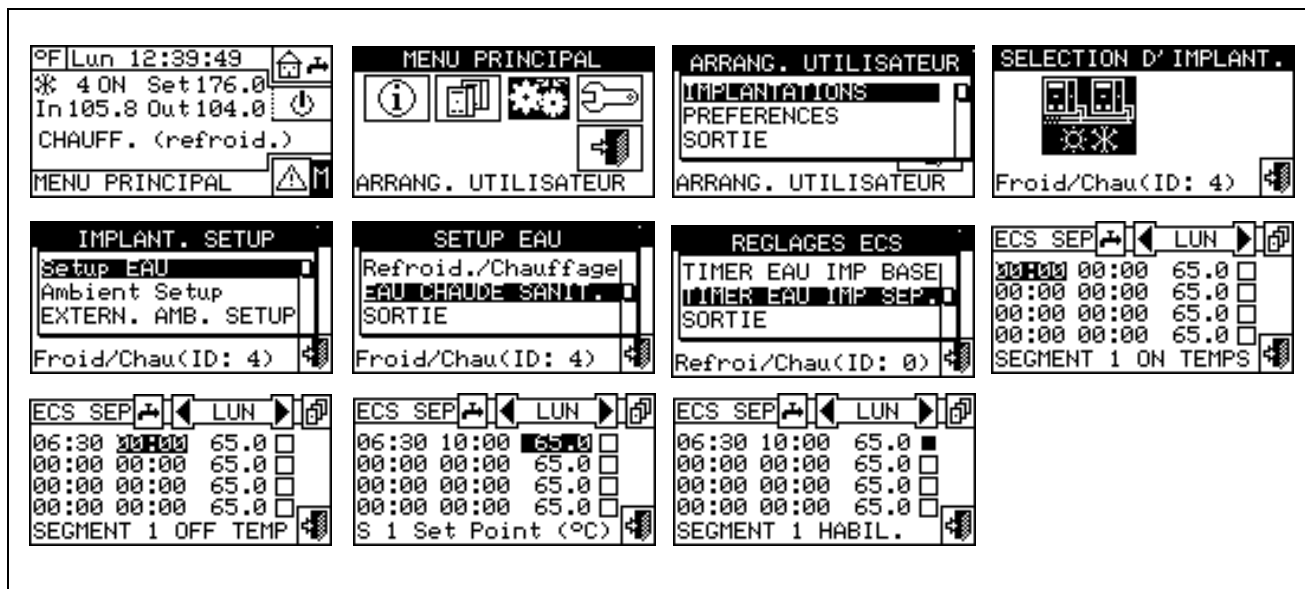 °F Lun 12:39:49
4 ON Set 176.0
In 105.8 Out 104.0
CHAUFF. (refroid.)
MENU PRINCIPAL M
MENU PRINCIPAL
ARRANG. UTILISATEUR
ARRANG. UTILISATEUR
IMPLANTATIONS
PREFERENCES
SORTIE
ARRANG. UTILISATEUR
SELECTION D'IMPLANT.
Froid/Chau(ID: 4)
IMPLANT. SETUP
Setup EAU
Ambient Setup
EXTERN. AMB. SETUP
Froid/Chau(ID: 4)
SETUP EAU
Refroid./Chauffage
EAU CHAUDE SANIT.
SORTIE
Froid/Chau(ID: 4)
REGLAGES ECS
TIMER EAU IMP BASE
TIMER EAU IMP SEP.
SORTIE
Refroi/Chau(ID: 0)
ECS SEP LUN
00:00 00:00 65.0
00:00 00:00 65.0
00:00 00:00 65.0
00:00 00:00 65.0
SEGMENT 1 ON TEMPS
ECS SEP LUN
06:30 00:00 65.0
00:00 00:00 65.0
00:00 00:00 65.0
00:00 00:00 65.0
SEGMENT 1 OFF TEMP
ECS SEP LUN
06:30 10:00 65.0
00:00 00:00 65.0
00:00 00:00 65.0
00:00 00:00 65.0
S 1 Set Point (°C)
ECS SEP LUN
06:30 10:00 65.0
00:00 00:00 65.0
00:00 00:00 65.0
00:00 00:00 65.0
SEGMENT 1 HABIL.